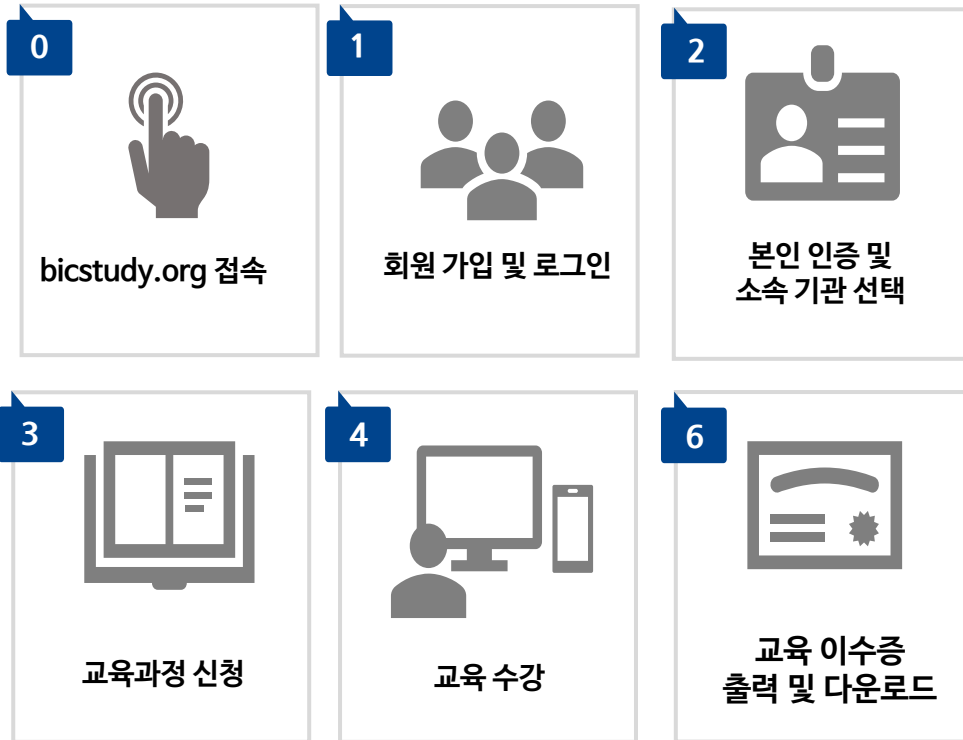 0
bicstudy.org 접속
1
회원 가입 및 로그인
2
본인 인증 및
소속 기관 선택
3
교육과정 신청
4
교육 수강
6
교육 이수증
출력 및 다운로드